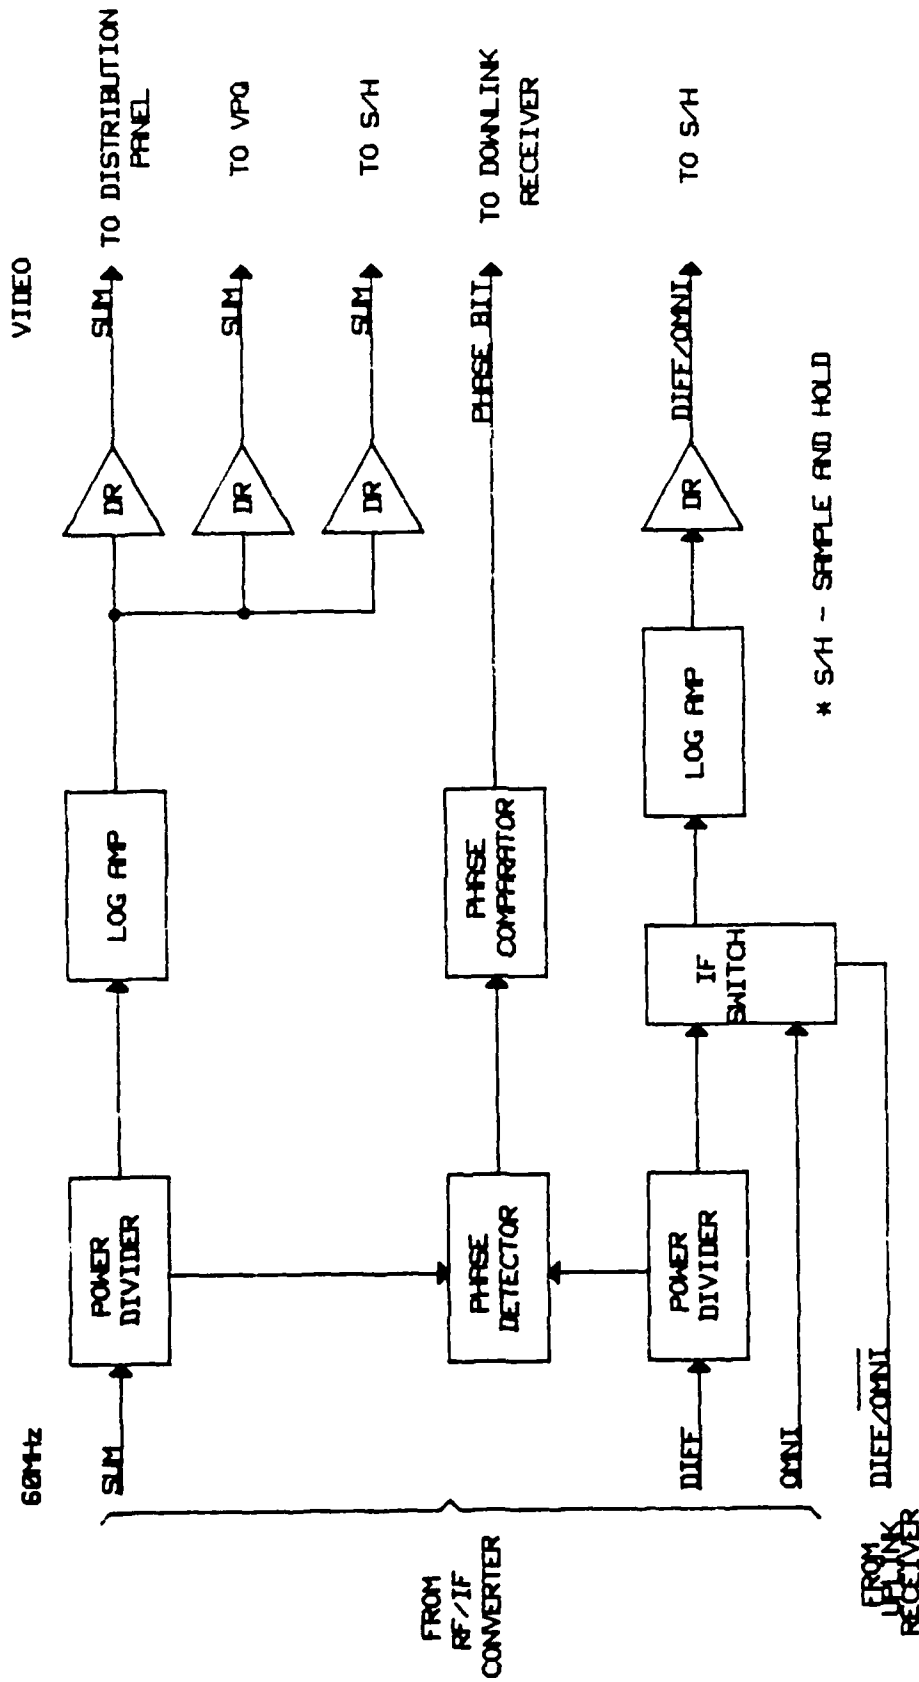 60MHz
VIDEO
SUM
POWER
DIVIDER
LOG AMP
DR
SUM
TO DISTRIBUTION
PANEL
DR
SUM
TO VPQ
DR
SUM
TO S/H
FROM
RF/IF
CONVERTER
PHASE
DETECTOR
PHASE
COMPARATOR
PHASE BIT
TO DOWNLINK
RECEIVER
DIFF
POWER
DIVIDER
IF
SWITCH
LOG AMP
DR
DIFF/OMNI
TO S/H
OMNI
* S/H - SAMPLE AND HOLD
FROM
UPLINK
RECEIVER
DIFF/OMNI